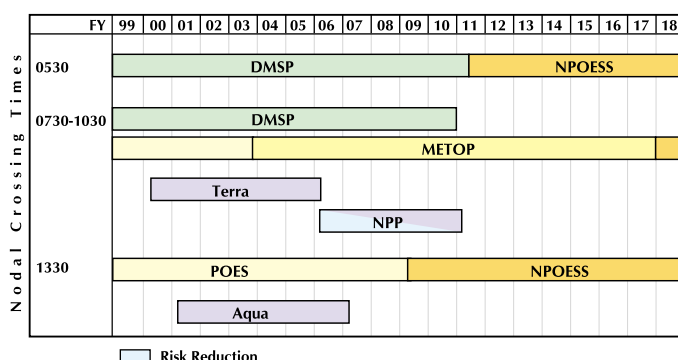 FY 99 00 01 02 03 04 05 06 07 08 09 10 11 12 13 14 15 16 17 18
Nodal Crossing Times
0530 DMSP NPOESS
0730-1030 DMSP
METOP
Terra
NPP
1330 POES NPOESS
Aqua
Risk Reduction